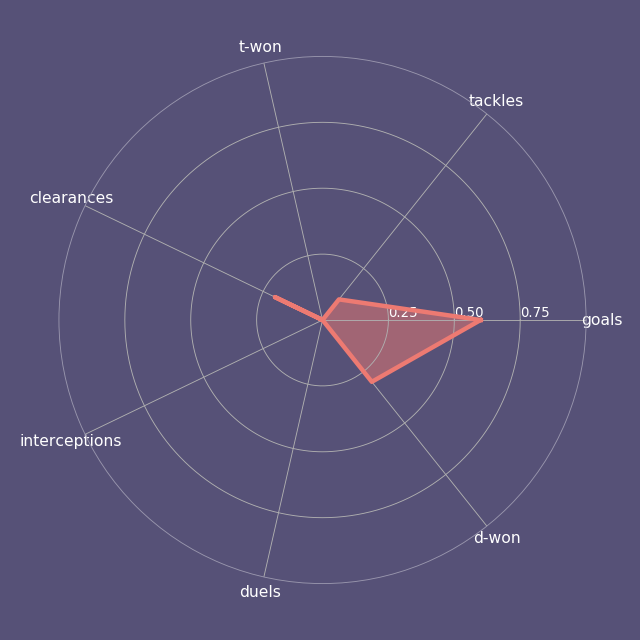 t-won
tackles
clearances
0.25
0.50
0.75
goals
interceptions
d-won
duels